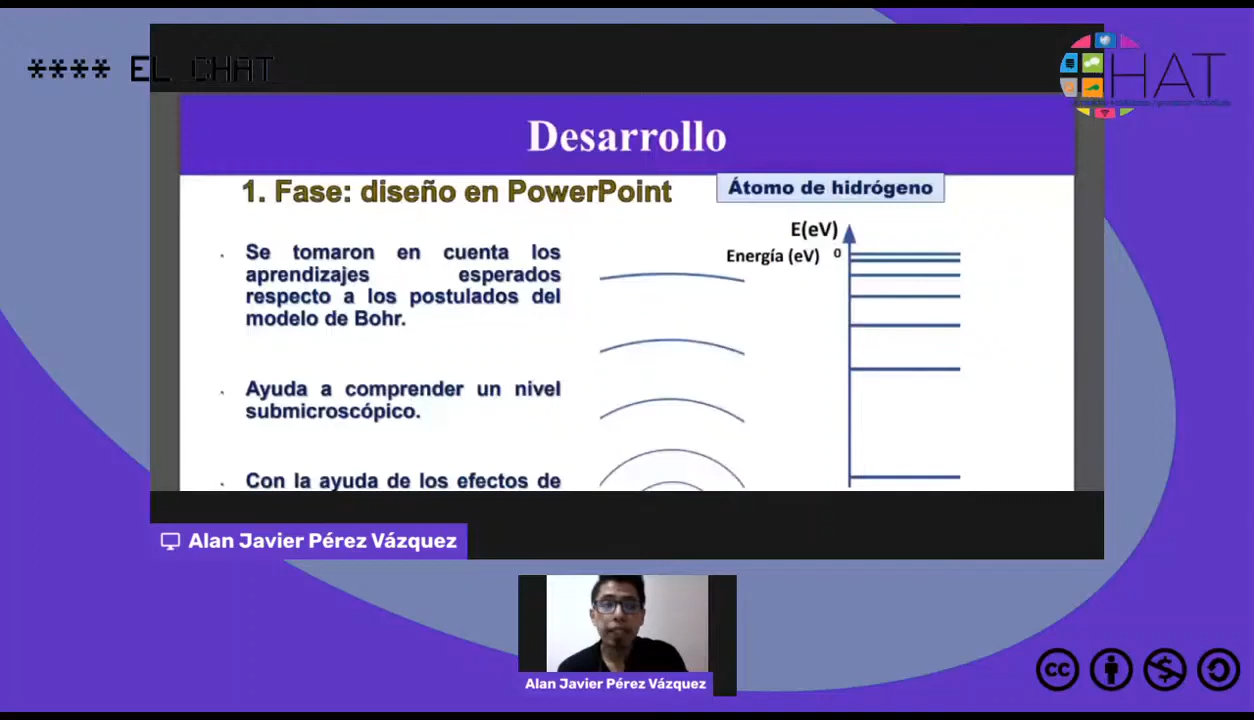 **** EL CHAT
HAT
Desarrollo
1. Fase: diseño en PowerPoint
Átomo de hidrógeno
E(eV)
Energía (eV) 0
. Se tomaron en cuenta los
aprendizajes esperados
respecto a los postulados del
modelo de Bohr.
. Ayuda a comprender un nivel
submicroscópico.
. Con la ayuda de los efectos de
Alan Javier Pérez Vázquez
Alan Javier Pérez Vázquez
cc